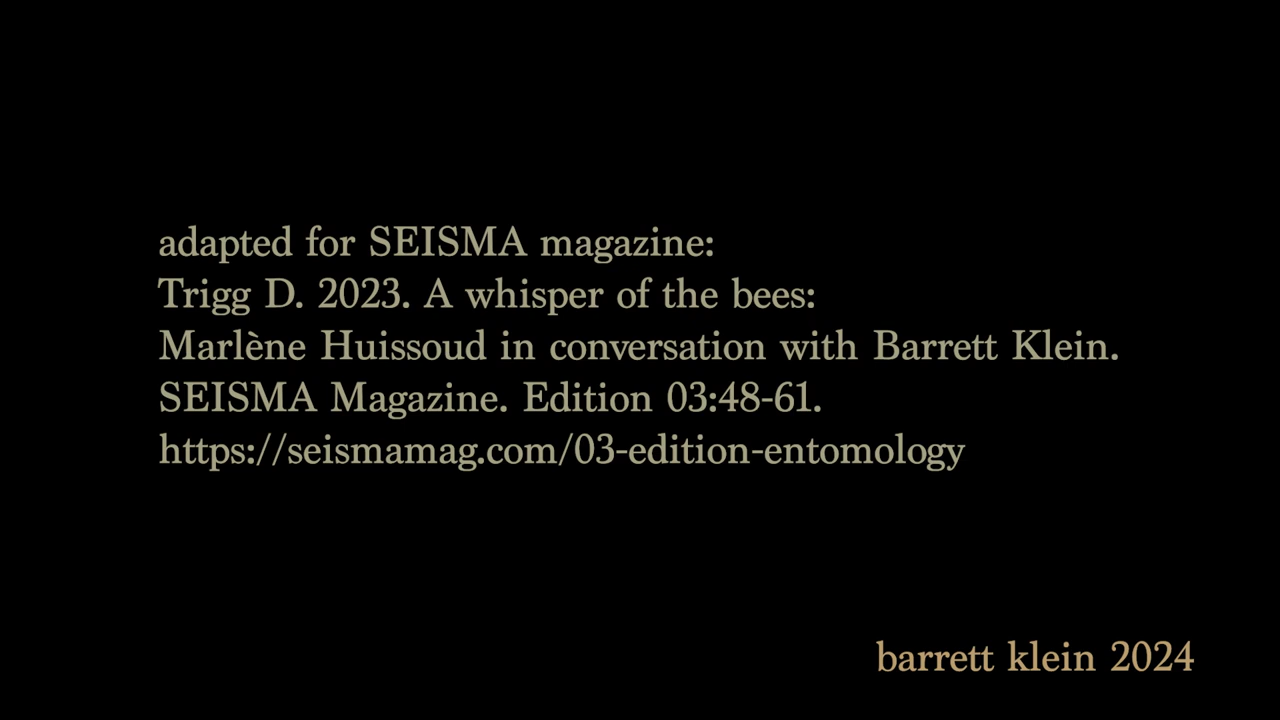 adapted for SEISMA magazine:
Trigg D. 2023. A whisper of the bees:
Marlène Huissoud in conversation with Barrett Klein.
SEISMA Magazine. Edition 03:48-61.
https://seismamag.com/03-edition-entomology
barrett klein 2024